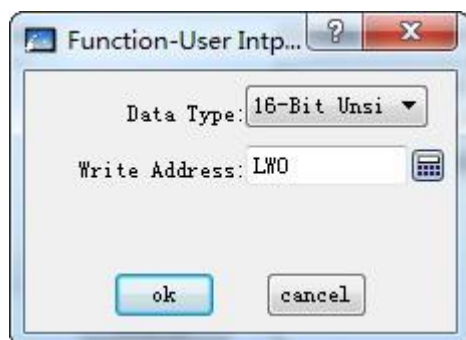 Function-User Intp...
?
Data Type: 16-Bit Unsi
Write Address: LW0
ok
cancel